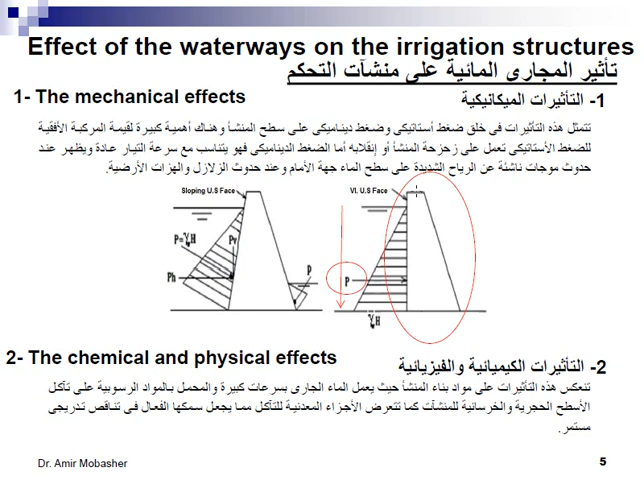 Effect of the waterways on the irrigation structures
تأثير المجارى المائية على منشآت التحكم
1- The mechanical effects
1- التأثيرات الميكانيكية
تتمثل هذه التأثيرات فى خلق ضغط أستاتيكى وضغط ديناميكى على سطح المنشأ وهناك أهمية كبيرة لقيمة المركبة الأفقية
للضغط الأستاتيكى تعمل على زحزحة المنشأ أو إنقلابه أما الضغط الديناميكى فهو يتناسب مع سرعة التيار عادة ويظهر عند
حدوث موجات ناشئة عن الرياح الشديدة على سطح الماء جهة الأمام وعند حدوث الزلازل والهزات الأرضية.
Sloping U.S Face
VI. U.S Face
P=γH
Pv
Ph
P
P
γH
2- The chemical and physical effects
2- التأثيرات الكيميائية والفيزيائية
تنعكس هذه التأثيرات على مواد بناء المنشأ حيث يعمل الماء الجارى بسرعات كبيرة والمحمل بالمواد الرسوبية على تآكل
الأسطح الحجرية والخرسانية للمنشآت كما تتعرض الأجزاء المعدنية للتآكل مما يجعل سمكها الفعال فى تناقص تدريجى
مستمر.
Dr. Amir Mobasher
5